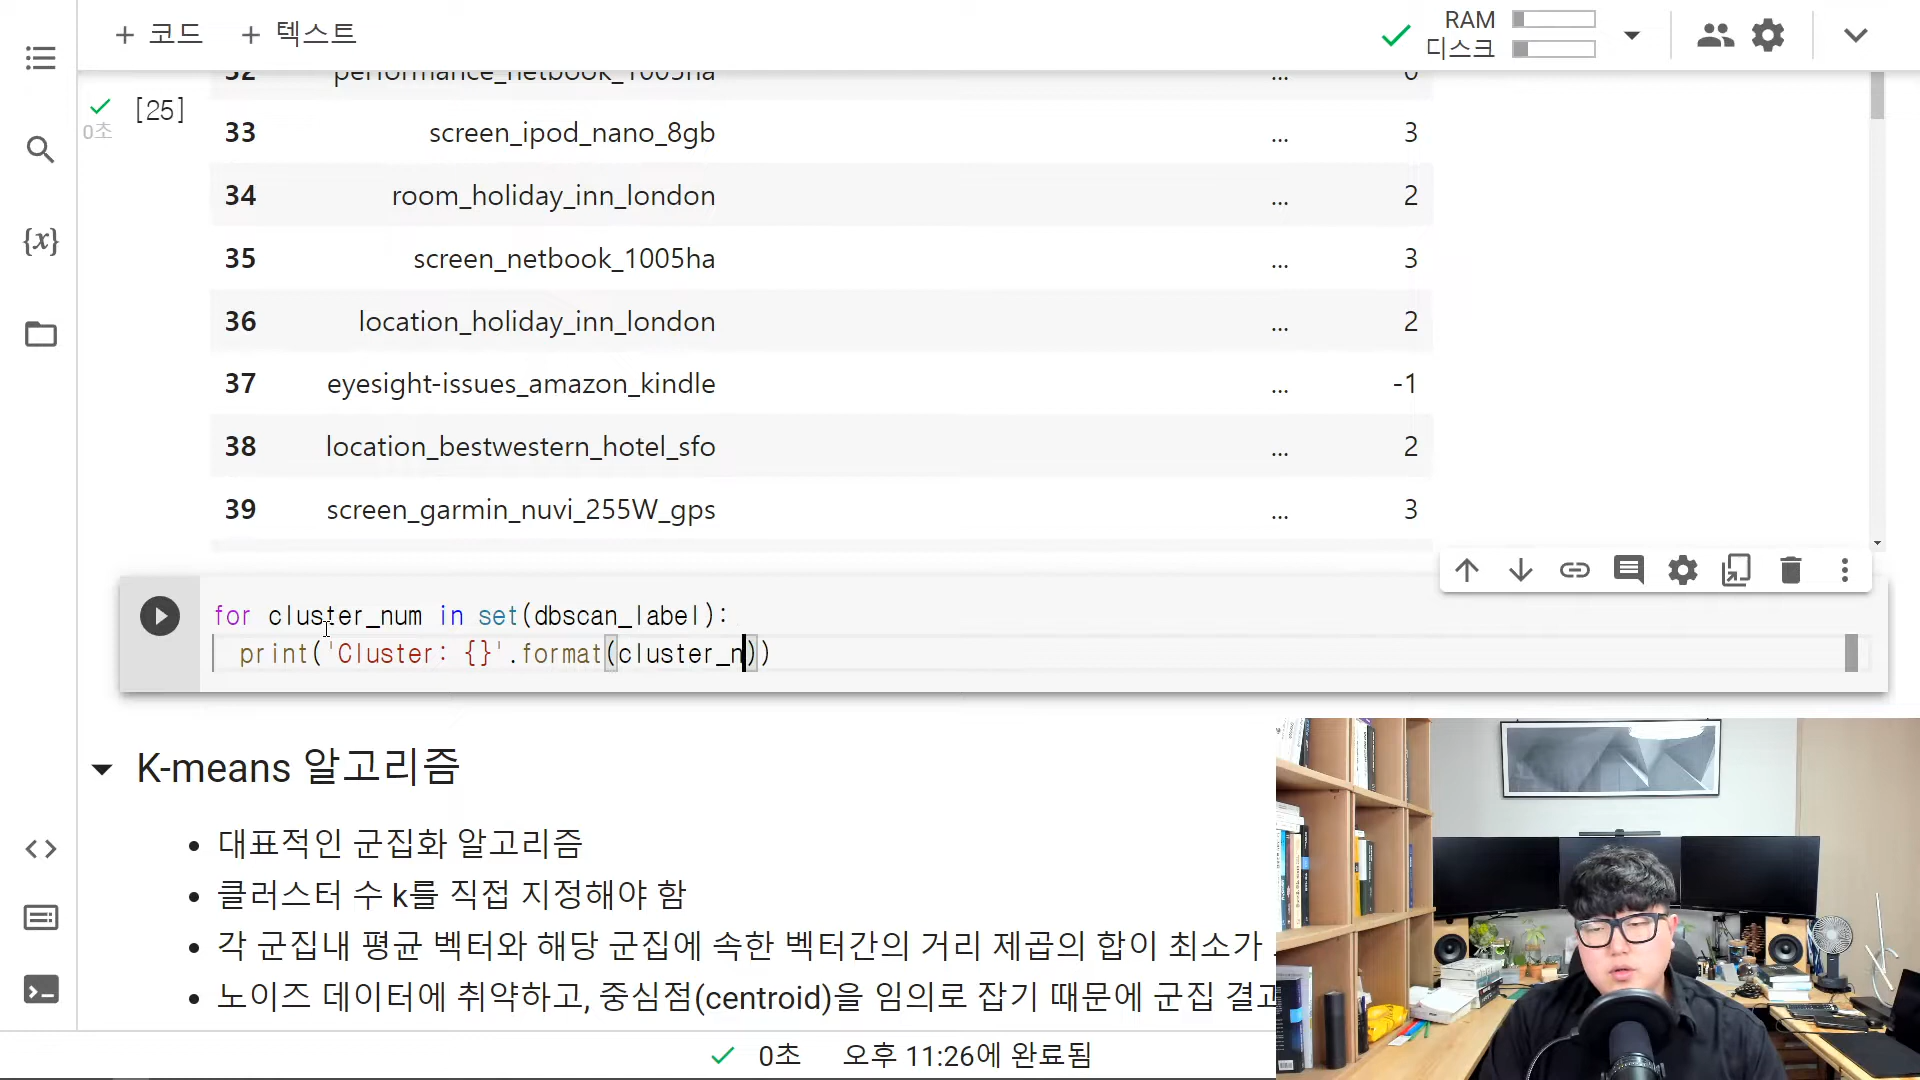 + 코드 + 텍스트
RAM
디스크
32 performance_netbook_1005ha ... 0
[25]
0초
33 screen_ipod_nano_8gb ... 3
34 room_holiday_inn_london ... 2
{x}
35 screen_netbook_1005ha ... 3
36 location_holiday_inn_london ... 2
37 eyesight-issues_amazon_kindle ... -1
38 location_bestwestern_hotel_sfo ... 2
39 screen_garmin_nuvi_255W_gps ... 3
for cluster_num in set(dbscan_label):
print('Cluster: {}'.format(cluster_n))
K-means 알고리즘
• 대표적인 군집화 알고리즘
• 클러스터 수 k를 직접 지정해야 함
• 각 군집내 평균 벡터와 해당 군집에 속한 벡터간의 거리 제곱의 합이 최소가
• 노이즈 데이터에 취약하고, 중심점(centroid)을 임의로 잡기 때문에 군집 결과
0초 오후 11:26에 완료됨